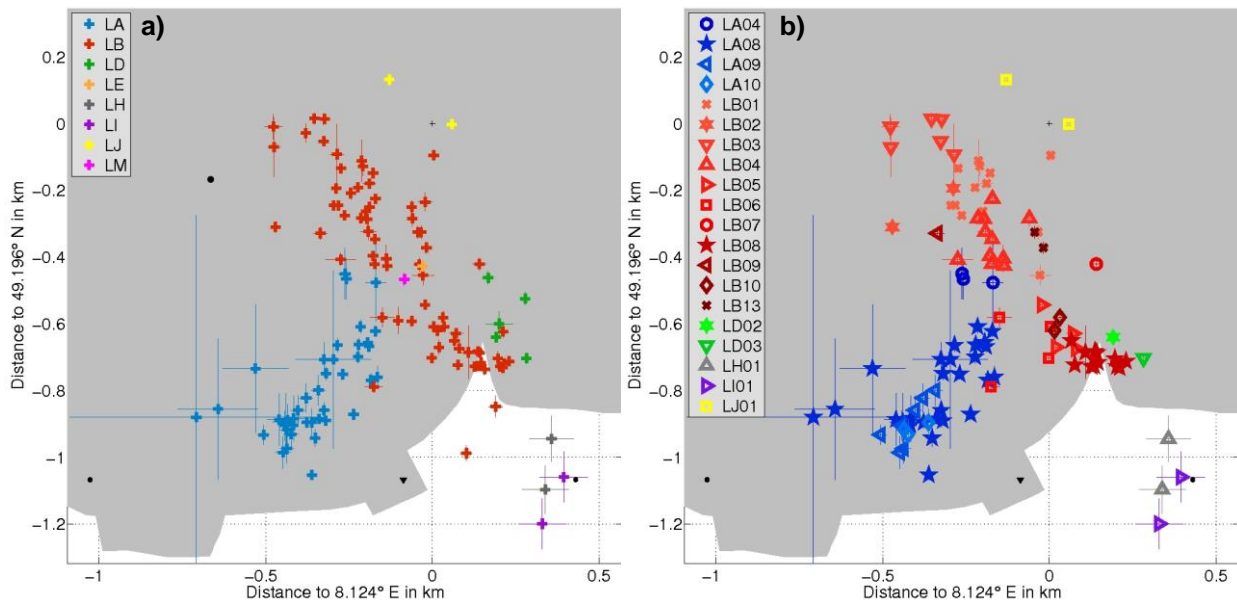 a)
LA
LB
LD
LE
LH
LI
LJ
LM
0.2
0
−0.2
−0.4
−0.6
−0.8
−1
−1.2
Distance to 49.196° N in km
−1
−0.5
0
0.5
Distance to 8.124° E in km
b)
LA04
LA08
LA09
LA10
LB01
LB02
LB03
LB04
LB05
LB06
LB07
LB08
LB09
LB10
LB13
LD02
LD03
LH01
LI01
LJ01
0.2
0
−0.2
−0.4
−0.6
−0.8
−1
−1.2
Distance to 49.196° N in km
−1
−0.5
0
0.5
Distance to 8.124° E in km